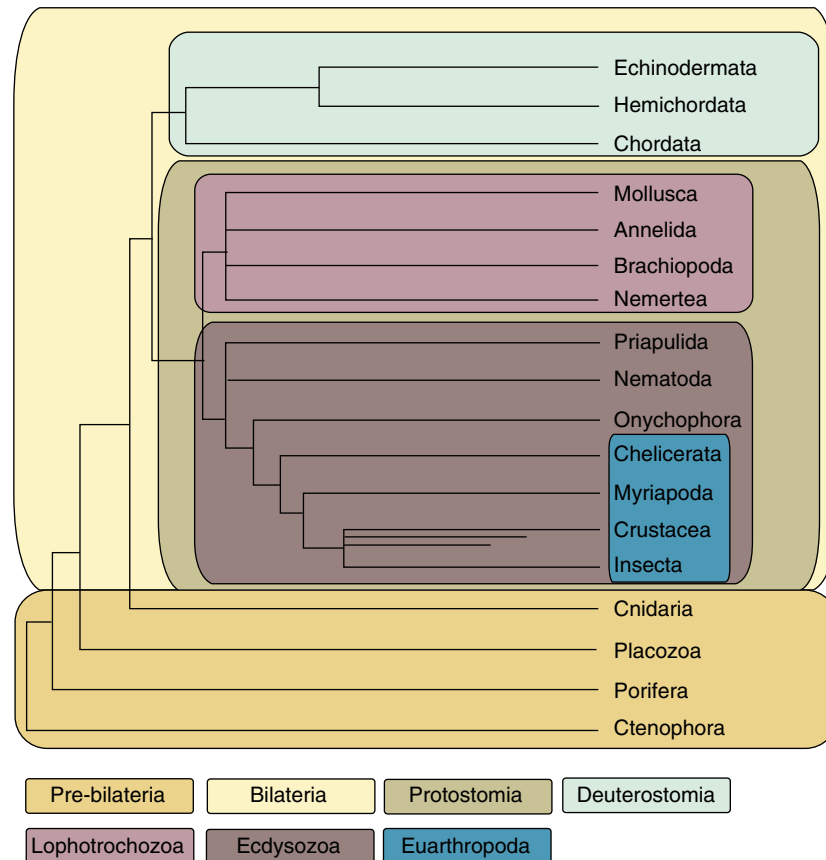 Echinodermata
Hemichordata
Chordata
Mollusca
Annelida
Brachiopoda
Nemertea
Priapulida
Nematoda
Onychophora
Chelicerata
Myriapoda
Crustacea
Insecta
Cnidaria
Placozoa
Porifera
Ctenophora
Pre-bilateria Bilateria Protostomia Deuterostomia
Lophotrochozoa Ecdysozoa Euarthropoda